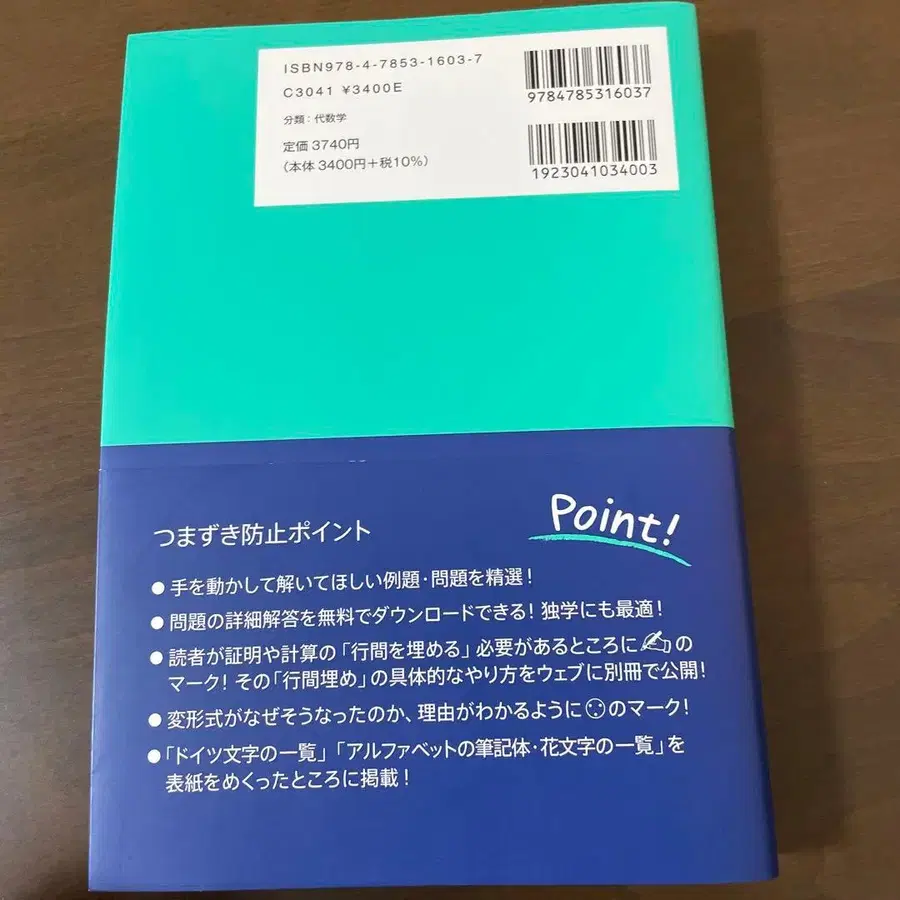 ISBN978-4-7853-1603-7
C3041 ¥3400E
分類：代数学
定価 3740円
（本体 3400円＋税10%）
9784785316037
1923041034003
Point!
つまずき防止ポイント
● 手を動かして解いてほしい例題・問題を精選！
● 問題の詳細解答を無料でダウンロードできる！ 独学にも最適！
● 読者が証明や計算の「行間を埋める」必要があるところに✍の
マーク！ その「行間埋め」の具体的なやり方をウェブに別冊で公開！
● 変形式がなぜそうなったのか、理由がわかるように☺のマーク！
● 「ドイツ文字の一覧」「アルファベットの筆記体・花文字の一覧」を
表紙をめくったところに掲載！